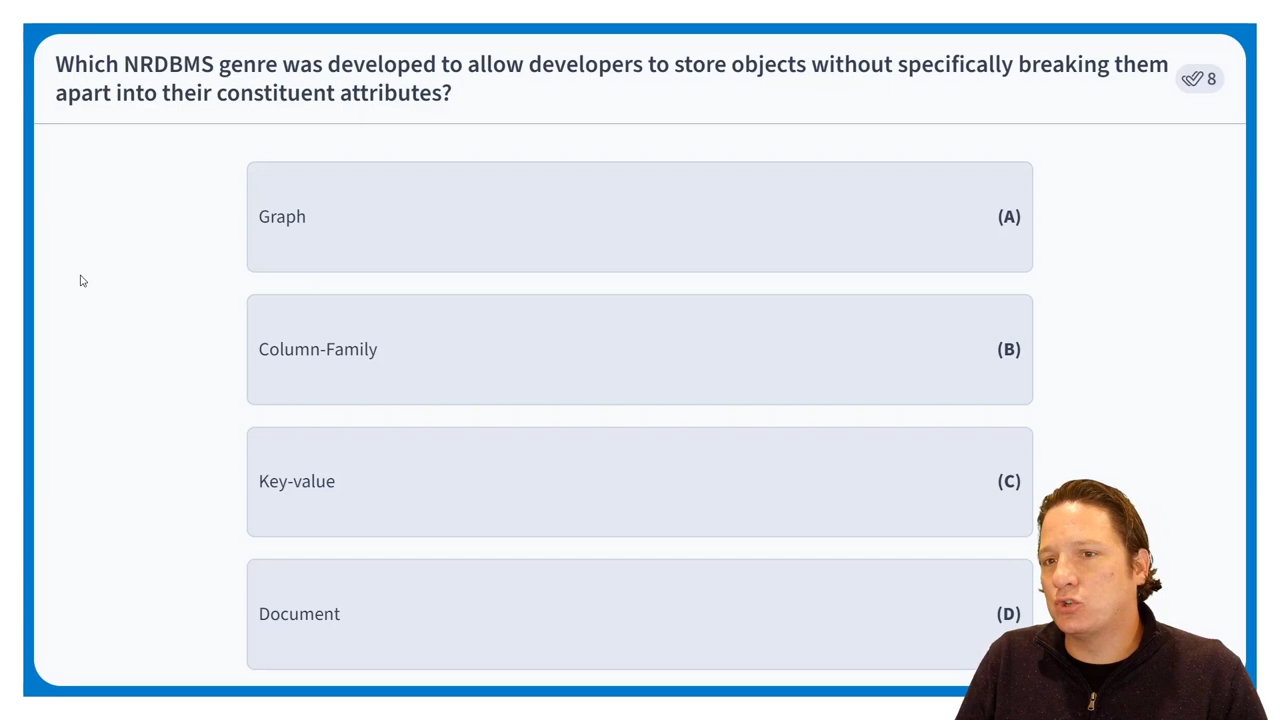 Which NRDBMS genre was developed to allow developers to store objects without specifically breaking them
apart into their constituent attributes?
8
Graph (A)
Column-Family (B)
Key-value (C)
Document (D)